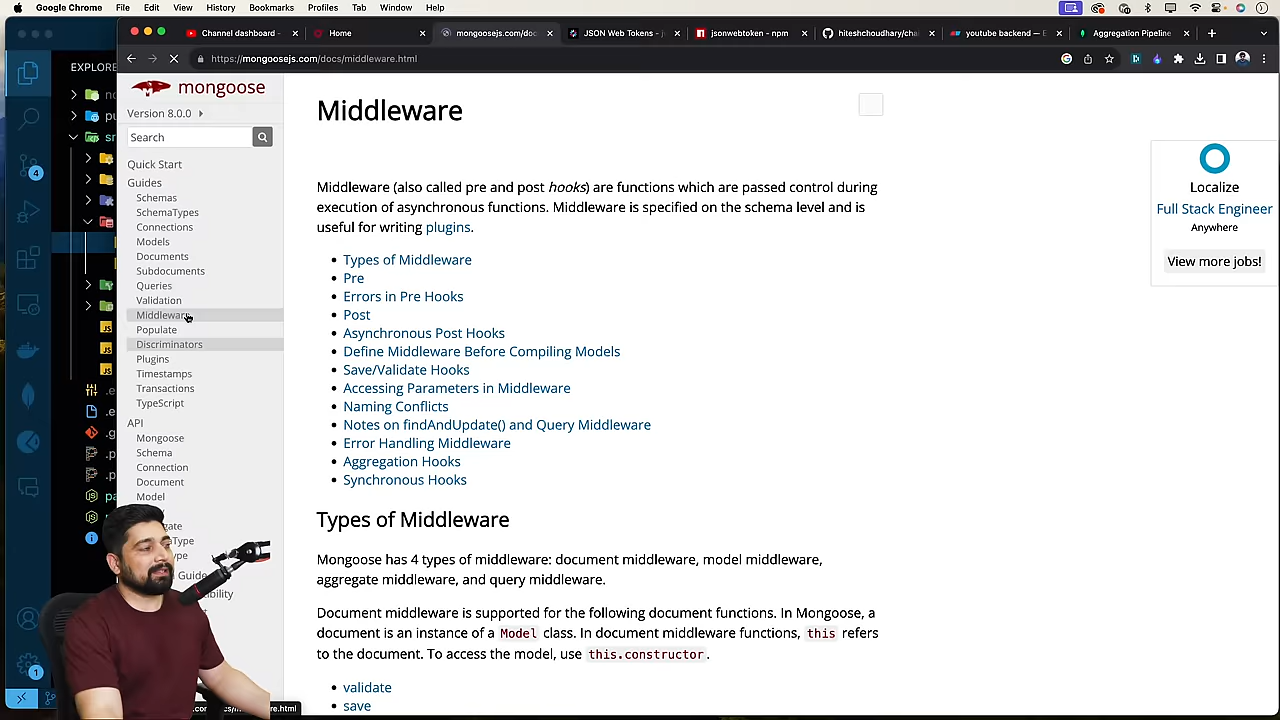 Google Chrome File Edit View History Bookmarks Profiles Tab Window Help
Channel dashboard - Home mongoosejs.com/doc JSON Web Tokens - jw jsonwebtoken - npm hiteshchoudhary/cha youtube backend — E Aggregation Pipeline
https://mongoosejs.com/docs/middleware.html
EXPLOR
mongoose
Version 8.0.0
Search
Quick Start
Guides
Schemas
SchemaTypes
Connections
Models
Documents
Subdocuments
Queries
Validation
Middleware
Populate
Discriminators
Plugins
Timestamps
Transactions
TypeScript
API
Mongoose
Schema
Connection
Document
Model
Middleware
Middleware (also called pre and post hooks) are functions which are passed control during
execution of asynchronous functions. Middleware is specified on the schema level and is
useful for writing plugins.
Types of Middleware
Pre
Errors in Pre Hooks
Post
Asynchronous Post Hooks
Define Middleware Before Compiling Models
Save/Validate Hooks
Accessing Parameters in Middleware
Naming Conflicts
Notes on findAndUpdate() and Query Middleware
Error Handling Middleware
Aggregation Hooks
Synchronous Hooks
Types of Middleware
Mongoose has 4 types of middleware: document middleware, model middleware,
aggregate middleware, and query middleware.
Document middleware is supported for the following document functions. In Mongoose, a
document is an instance of a Model class. In document middleware functions, this refers
to the document. To access the model, use this.constructor.
validate
save
Localize
Full Stack Engineer
Anywhere
View more jobs!
4
1